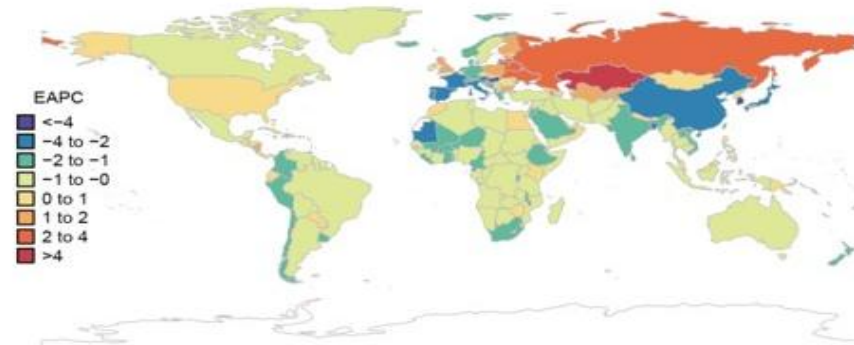 EAPC
<−4
−4 to −2
−2 to −1
−1 to −0
0 to 1
1 to 2
2 to 4
>4